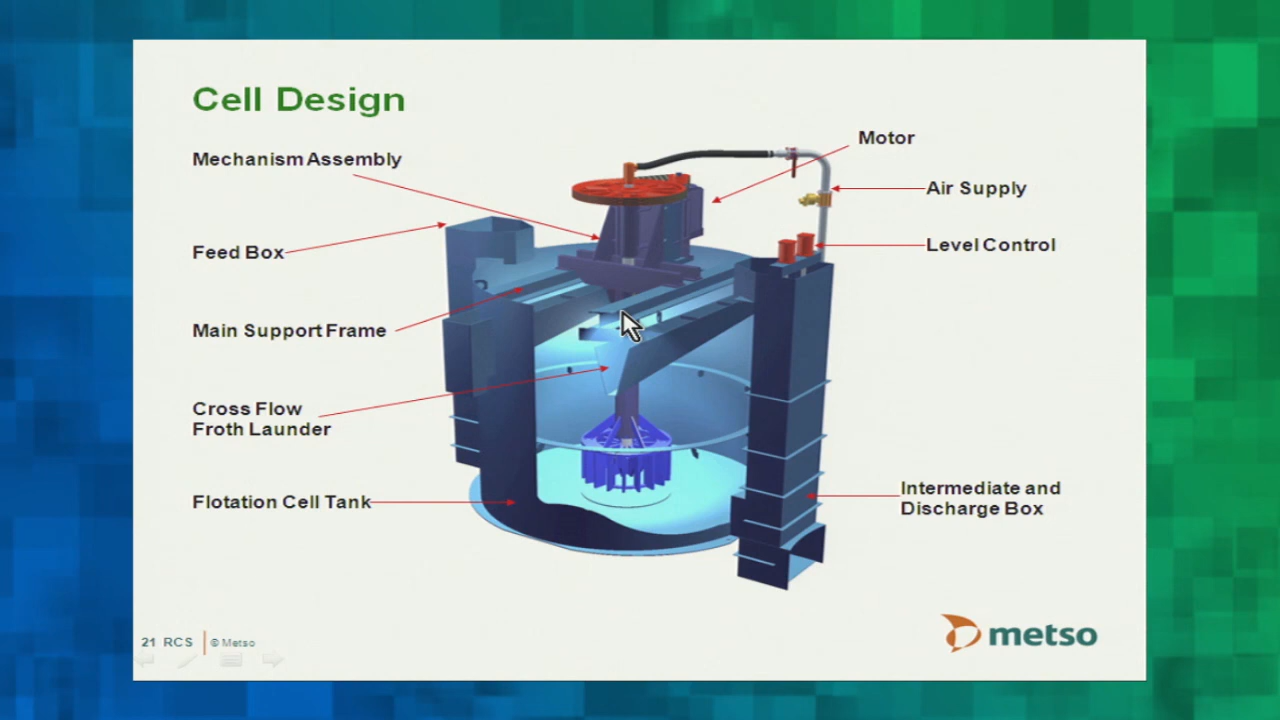 Cell Design
Mechanism Assembly
Motor
Air Supply
Feed Box
Level Control
Main Support Frame
Cross Flow
Froth Launder
Flotation Cell Tank
Intermediate and
Discharge Box
21 RCS © Metso
metso